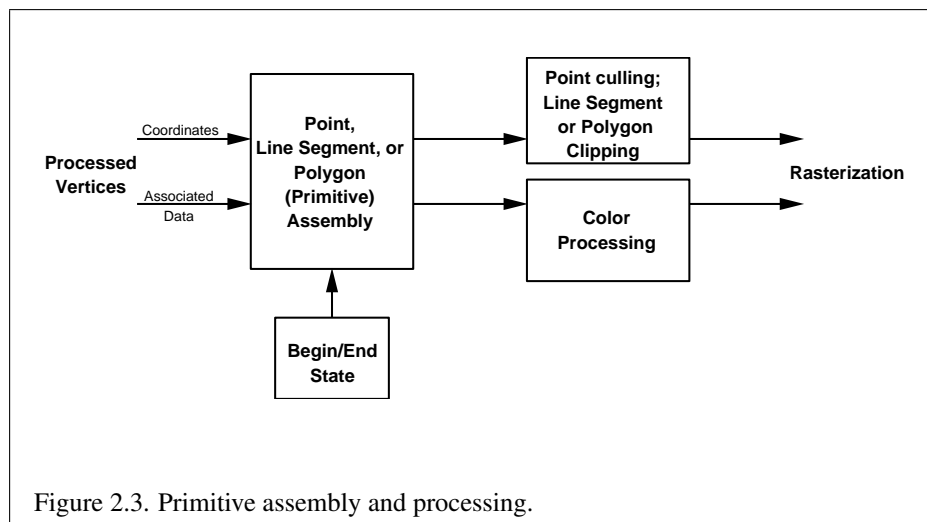 Coordinates
Processed
Vertices
Associated
Data
Point,
Line Segment, or
Polygon
(Primitive)
Assembly
Begin/End
State
Point culling;
Line Segment
or Polygon
Clipping
Color
Processing
Rasterization
Figure 2.3. Primitive assembly and processing.